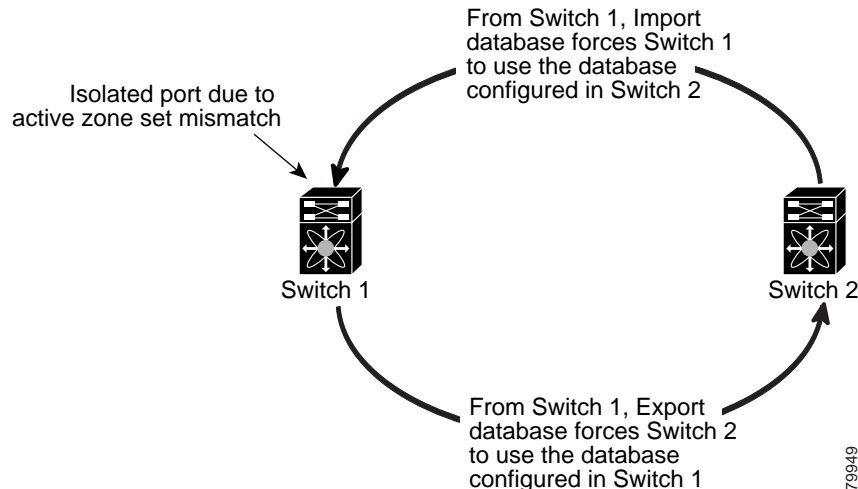 From Switch 1, Import
database forces Switch 1
to use the database
configured in Switch 2
Isolated port due to
active zone set mismatch
Switch 1
Switch 2
From Switch 1, Export
database forces Switch 2
to use the database
configured in Switch 1
79949